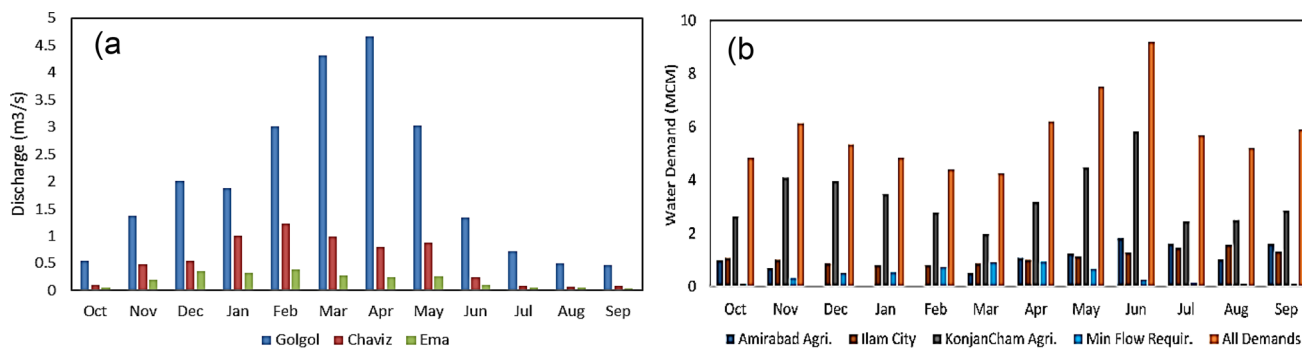 (a
5
4.5
4
3.5
3
2.5
2
1.5
1
0.5
0
Discharge (m3/s)
Oct Nov Dec Jan Feb Mar Apr May Jun Jul Aug Sep
Golgol Chaviz Ema
(b)
10
8
6
4
2
0
Water Demand (MCM)
Oct Nov Dec Jan Feb Mar Apr May Jun Jul Aug Sep
Amirabad Agri. Ilam City KonjanCham Agri. Min Flow Requir. All Demands